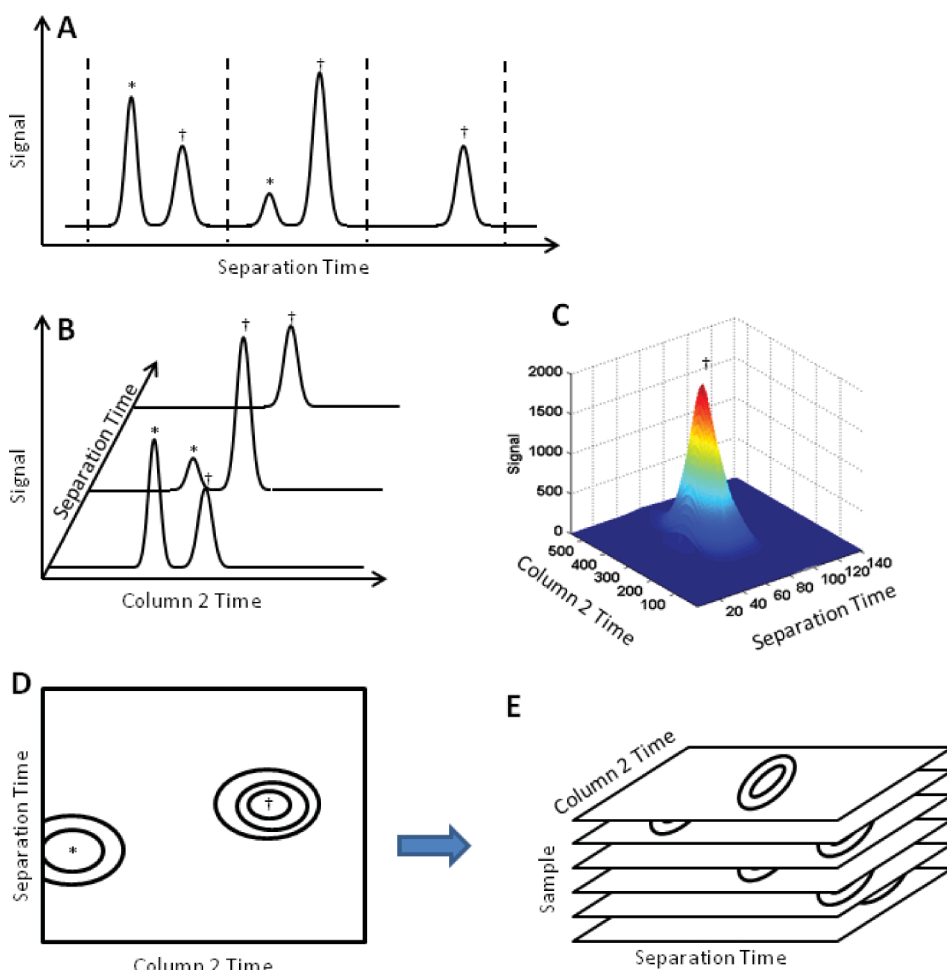 A
*
†
*
†
†
Signal
Separation Time
B
†
†
*
*
†
Separation Time
Signal
Column 2 Time
C
†
2000
1500
1000
500
0
Signal
500
400
300
200
100
20
40
60
80
100
120
140
Column 2 Time
Separation Time
D
†
*
Separation Time
Column 2 Time
E
Column 2 Time
Sample
Separation Time